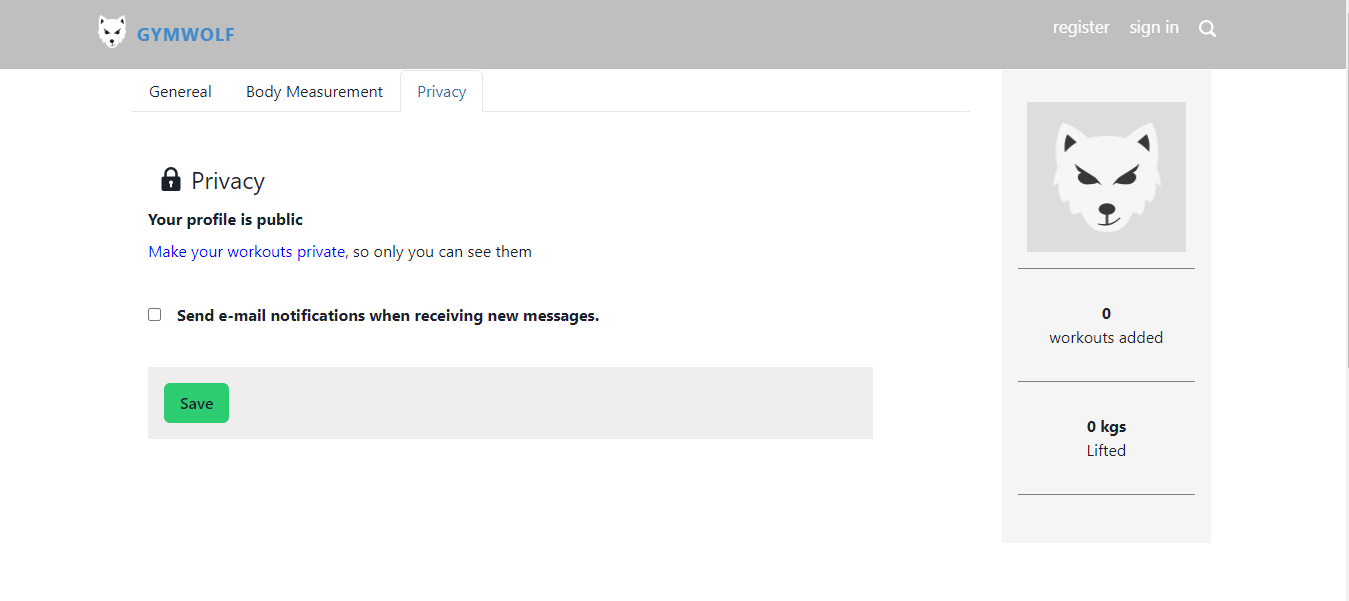 GYMWOLF
register sign in
Genereal Body Measurement Privacy
Privacy
Your profile is public
Make your workouts private, so only you can see them
Send e-mail notifications when receiving new messages.
Save
0
workouts added
0 kgs
Lifted